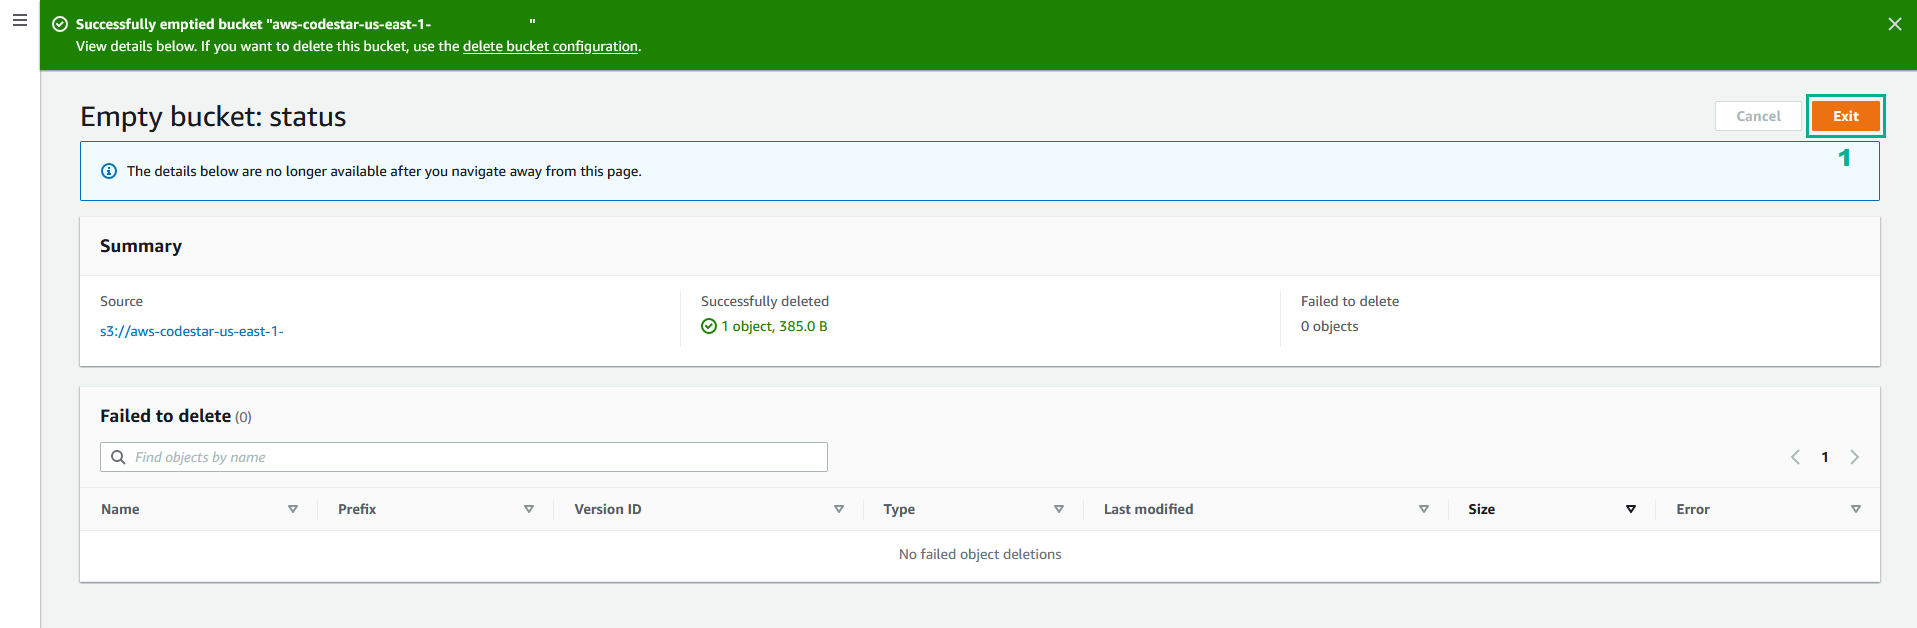 Successfully emptied bucket "aws-codestar-us-east-1- "
View details below. If you want to delete this bucket, use the delete bucket configuration.
Empty bucket: status
Cancel
Exit
1
The details below are no longer available after you navigate away from this page.
Summary
Source
s3://aws-codestar-us-east-1-
Successfully deleted
1 object, 385.0 B
Failed to delete
0 objects
Failed to delete (0)
Find objects by name
1
Name Prefix Version ID Type Last modified Size Error
No failed object deletions